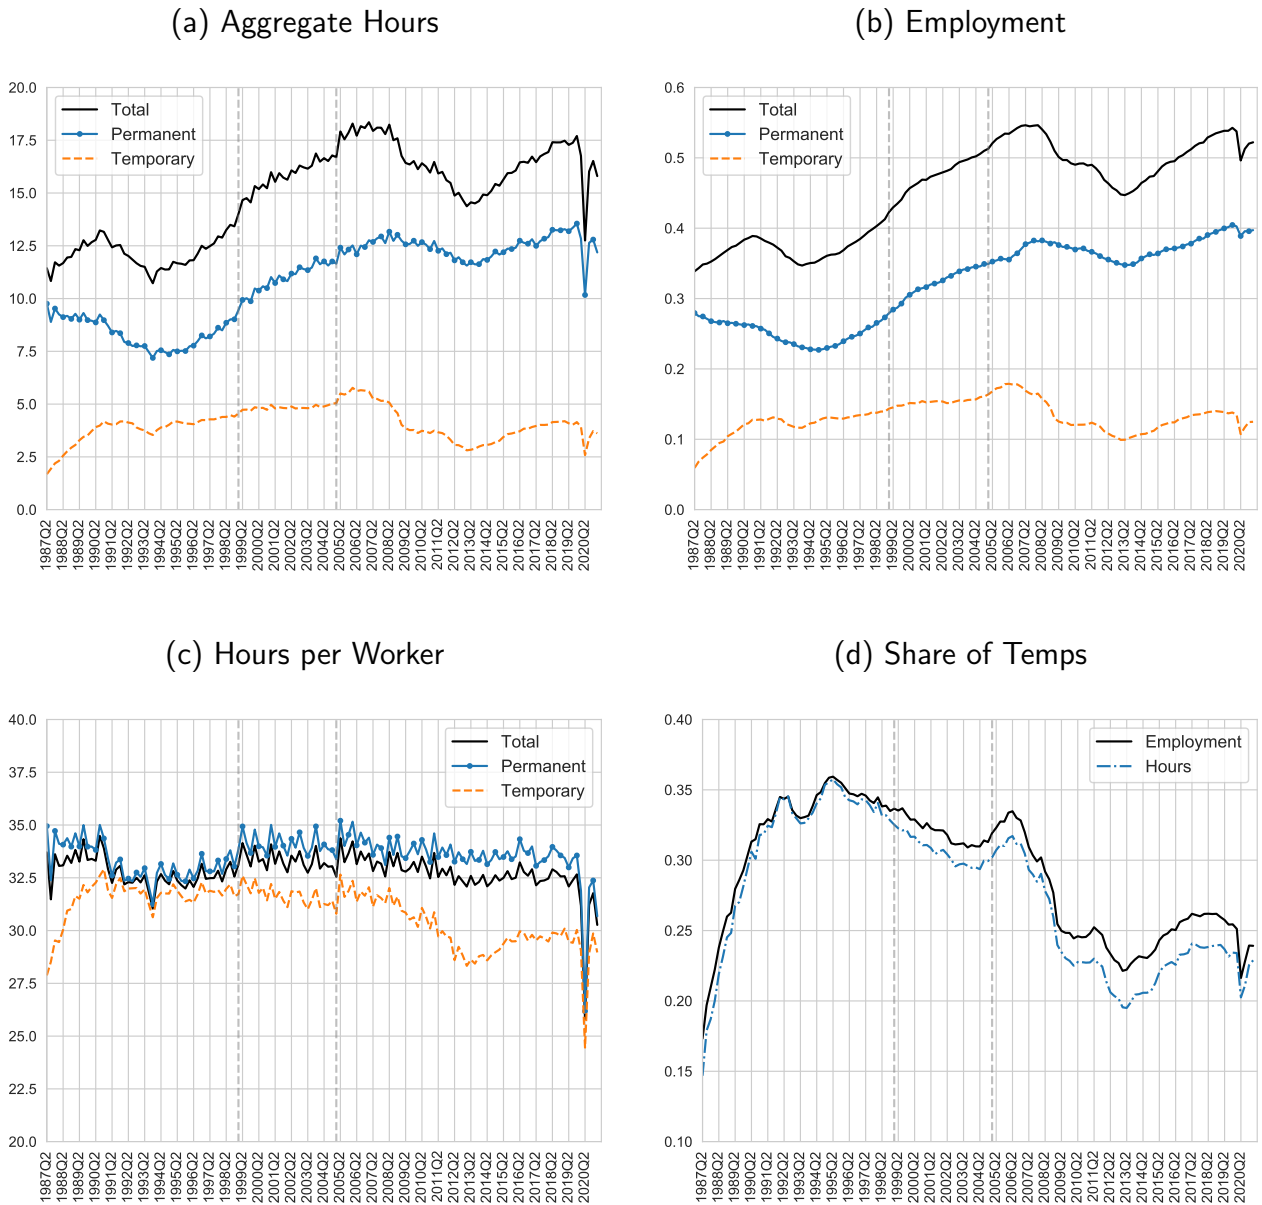 (a) Aggregate Hours
20.0
17.5
15.0
12.5
10.0
7.5
5.0
2.5
0.0
Total
Permanent
Temporary
1987Q2
1988Q2
1989Q2
1990Q2
1991Q2
1992Q2
1993Q2
1994Q2
1995Q2
1996Q2
1997Q2
1998Q2
1999Q2
2000Q2
2001Q2
2002Q2
2003Q2
2004Q2
2005Q2
2006Q2
2007Q2
2008Q2
2009Q2
2010Q2
2011Q2
2012Q2
2013Q2
2014Q2
2015Q2
2016Q2
2017Q2
2018Q2
2019Q2
2020Q2
(b) Employment
0.6
0.5
0.4
0.3
0.2
0.1
0.0
Total
Permanent
Temporary
1987Q2
1988Q2
1989Q2
1990Q2
1991Q2
1992Q2
1993Q2
1994Q2
1995Q2
1996Q2
1997Q2
1998Q2
1999Q2
2000Q2
2001Q2
2002Q2
2003Q2
2004Q2
2005Q2
2006Q2
2007Q2
2008Q2
2009Q2
2010Q2
2011Q2
2012Q2
2013Q2
2014Q2
2015Q2
2016Q2
2017Q2
2018Q2
2019Q2
2020Q2
(c) Hours per Worker
40.0
37.5
35.0
32.5
30.0
27.5
25.0
22.5
20.0
Total
Permanent
Temporary
1987Q2
1988Q2
1989Q2
1990Q2
1991Q2
1992Q2
1993Q2
1994Q2
1995Q2
1996Q2
1997Q2
1998Q2
1999Q2
2000Q2
2001Q2
2002Q2
2003Q2
2004Q2
2005Q2
2006Q2
2007Q2
2008Q2
2009Q2
2010Q2
2011Q2
2012Q2
2013Q2
2014Q2
2015Q2
2016Q2
2017Q2
2018Q2
2019Q2
2020Q2
(d) Share of Temps
0.40
0.35
0.30
0.25
0.20
0.15
0.10
Employment
Hours
1987Q2
1988Q2
1989Q2
1990Q2
1991Q2
1992Q2
1993Q2
1994Q2
1995Q2
1996Q2
1997Q2
1998Q2
1999Q2
2000Q2
2001Q2
2002Q2
2003Q2
2004Q2
2005Q2
2006Q2
2007Q2
2008Q2
2009Q2
2010Q2
2011Q2
2012Q2
2013Q2
2014Q2
2015Q2
2016Q2
2017Q2
2018Q2
2019Q2
2020Q2